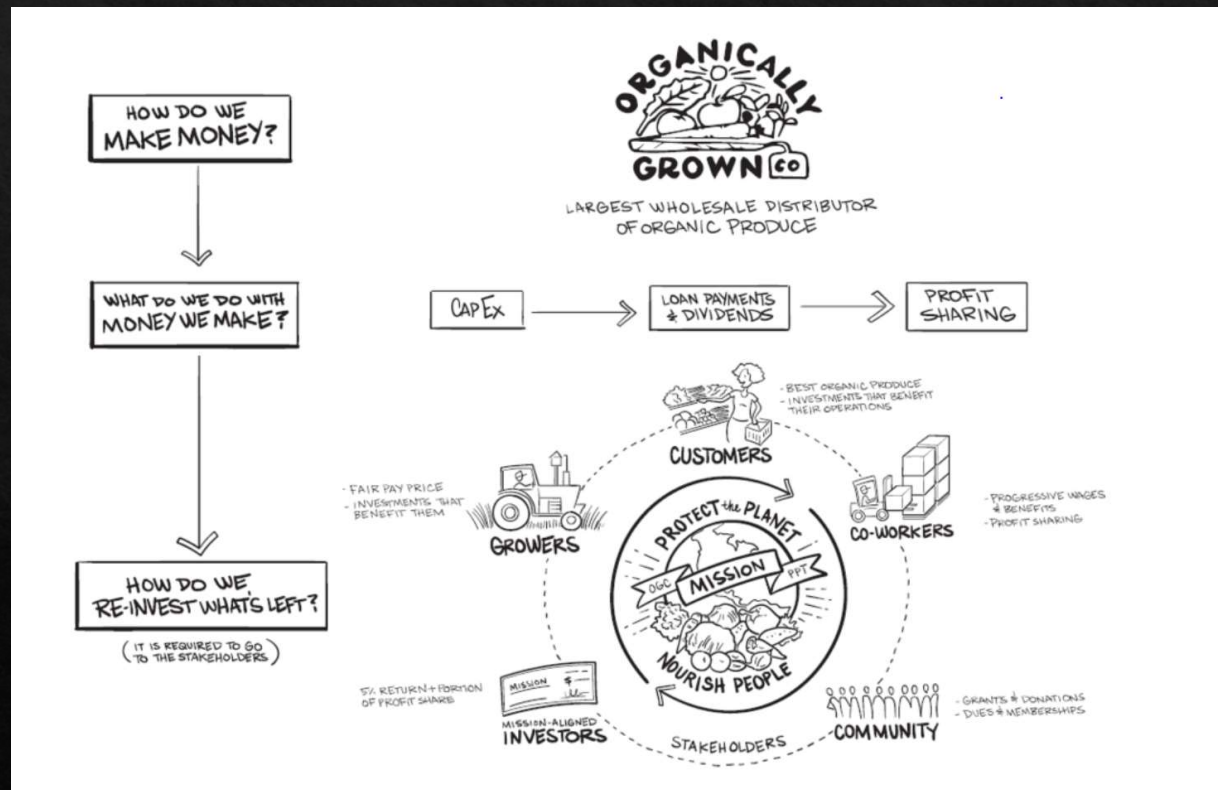 HOW DO WE
MAKE MONEY?
WHAT DO WE DO WITH
MONEY WE MAKE?
HOW DO WE
RE-INVEST WHAT'S LEFT?
(IT IS REQUIRED TO GO
TO THE STAKEHOLDERS)
ORGANICALLY
GROWN CO
LARGEST WHOLESALE DISTRIBUTOR
OF ORGANIC PRODUCE
CAPEX
LOAN PAYMENTS
& DIVIDENDS
PROFIT
SHARING
CUSTOMERS
- BEST ORGANIC PRODUCE
- INVESTMENTS THAT BENEFIT
THEIR OPERATIONS
- FAIR PAY PRICE
- INVESTMENTS THAT
BENEFIT THEM
GROWERS
CO-WORKERS
- PROGRESSIVE WAGES
& BENEFITS
- PROFIT SHARING
PROTECT the PLANET
OGC MISSION PPT
NOURISH PEOPLE
5% RETURN + PORTION
OF PROFIT SHARE
MISSION $
MISSION-ALIGNED
INVESTORS
STAKEHOLDERS
COMMUNITY
- GRANTS & DONATIONS
- DUES & MEMBERSHIPS